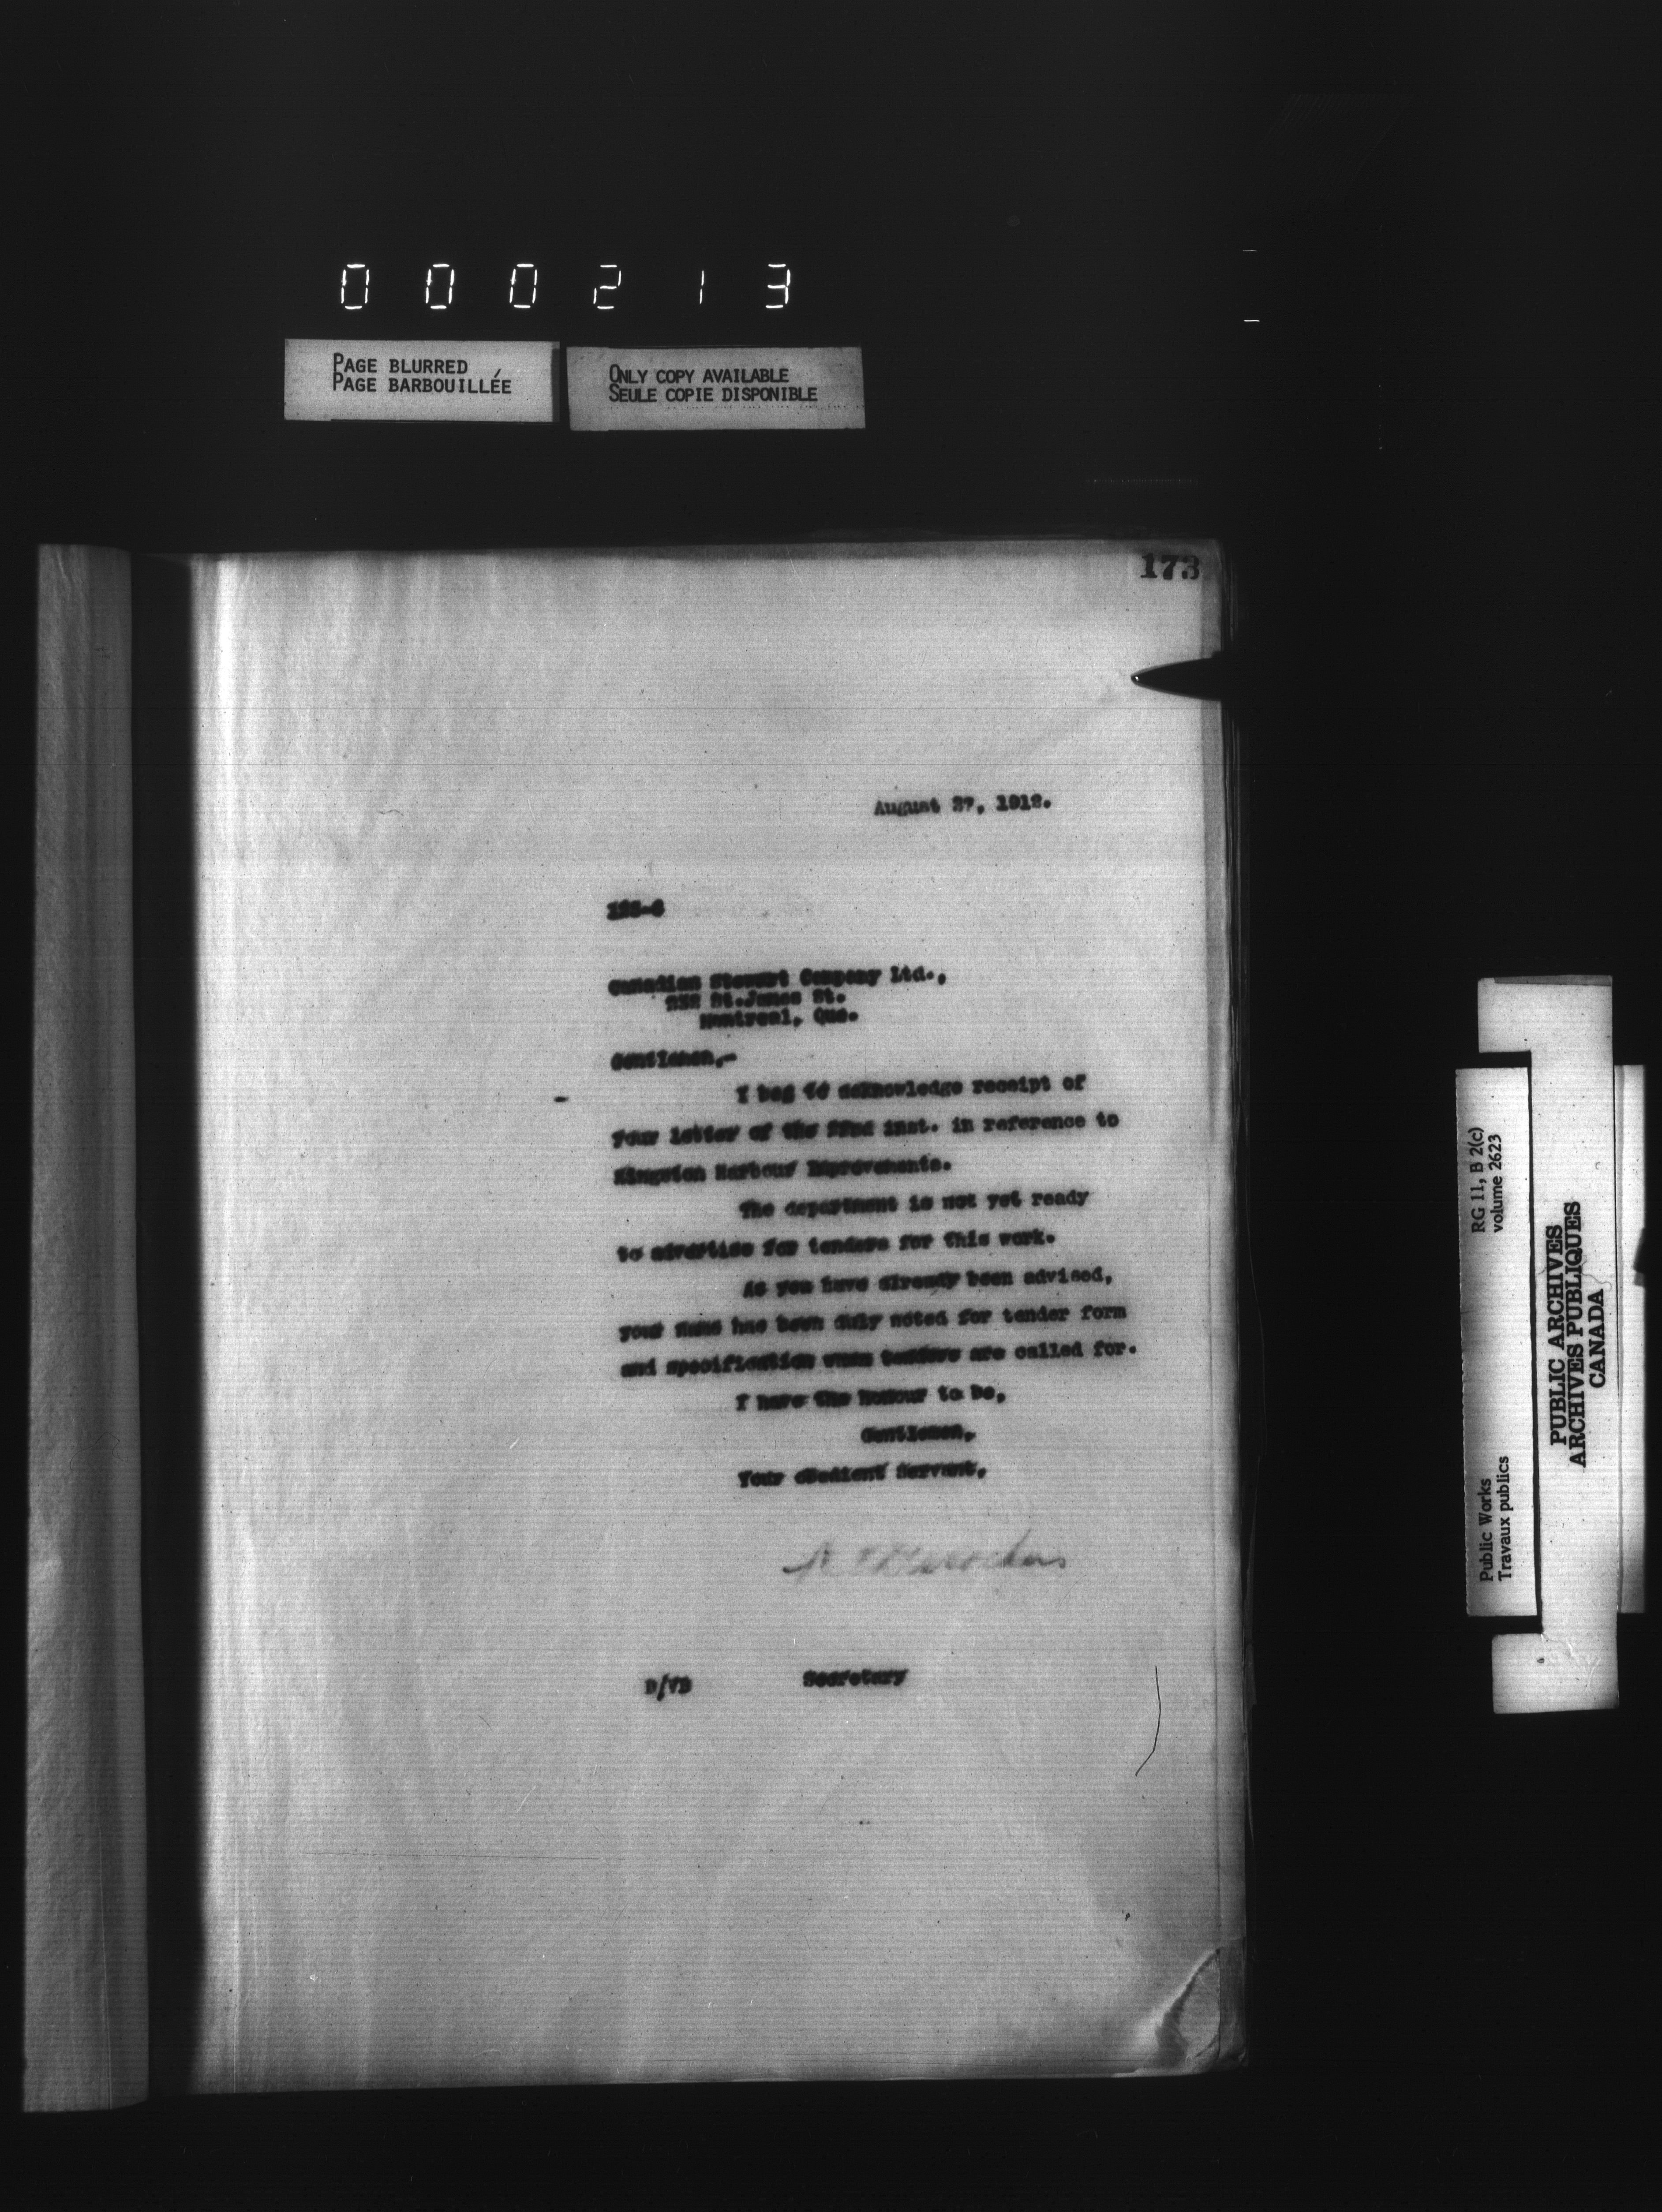 000213
PAGE BLURRED
PAGE BARBOUILLÉE
ONLY COPY AVAILABLE
SEULE COPIE DISPONIBLE
173
August 27, 1912.
Canadian Stewart Company Ltd.,
St.James St.
Montreal, Que.
Gentlemen,-
I beg to acknowledge receipt of
your letter of the 22nd inst. in reference to
Kingston Harbour Improvements.
The department is not yet ready
to advertise for tenders for this work.
As you have already been advised,
your name has been duly noted for tender form
and specification when tenders are called for.
I have the honour to be,
Gentlemen,
Your obedient Servant,
D/VB
Secretary
RG 11, B 2(c)
volume 2623
Public Works
Travaux publics
PUBLIC ARCHIVES
ARCHIVES PUBLIQUES
CANADA